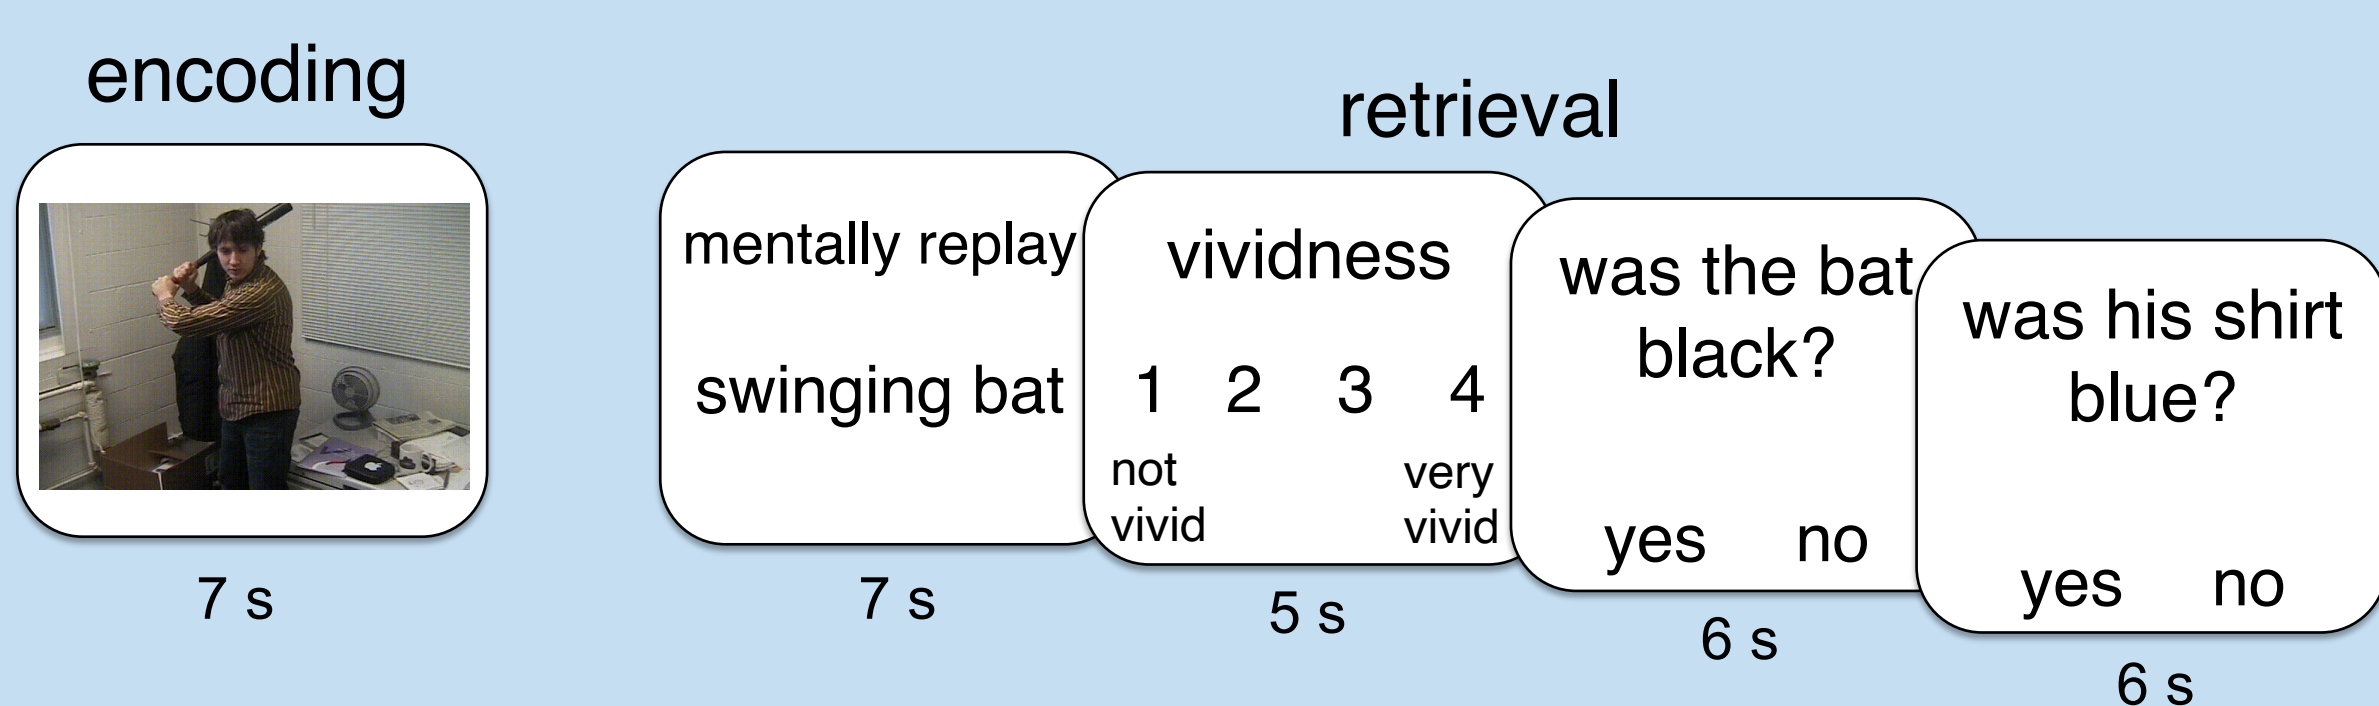 encoding
7 s
retrieval
mentally replay
swinging bat
7 s
vividness
1 2 3 4
not vivid
very vivid
5 s
was the bat
black?
yes no
6 s
was his shirt
blue?
yes no
6 s